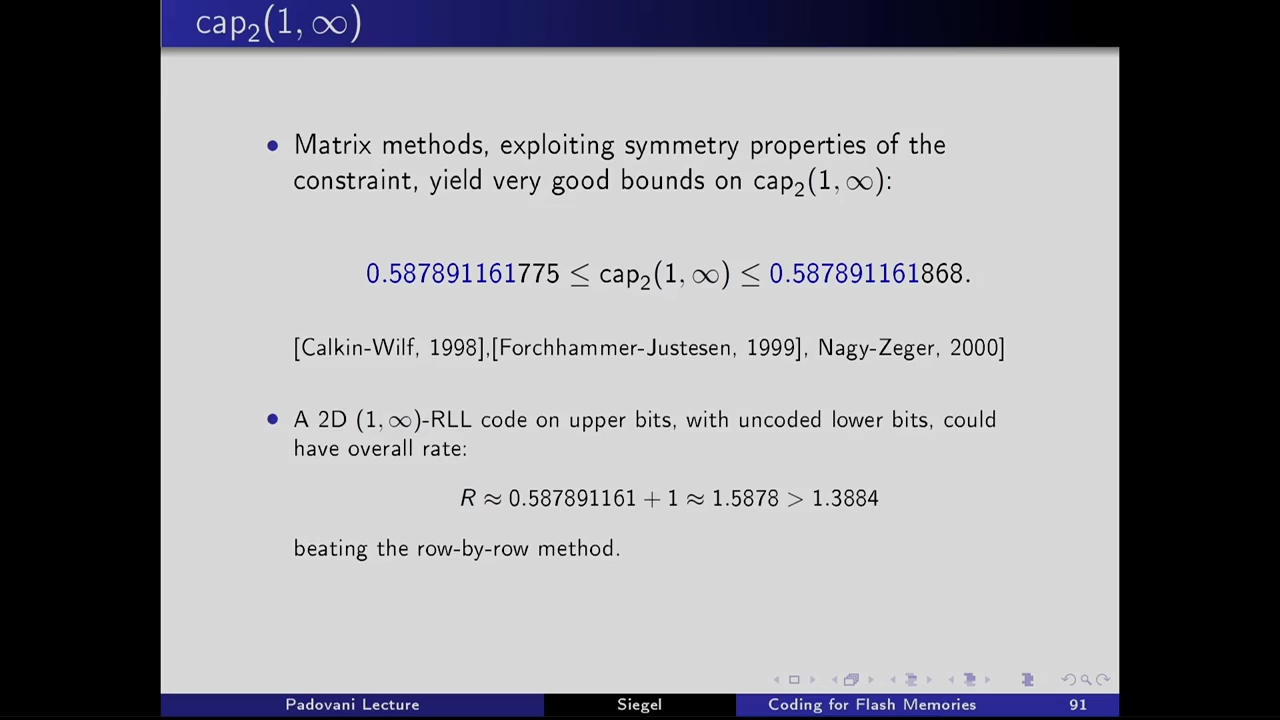 cap₂(1, ∞)
• Matrix methods, exploiting symmetry properties of the
constraint, yield very good bounds on cap₂(1, ∞):
0.587891161775 ≤ cap₂(1, ∞) ≤ 0.587891161868.
[Calkin-Wilf, 1998],[Forchhammer-Justesen, 1999], Nagy-Zeger, 2000]
• A 2D (1, ∞)-RLL code on upper bits, with uncoded lower bits, could
have overall rate:
R ≈ 0.587891161 + 1 ≈ 1.5878 > 1.3884
beating the row-by-row method.
Padovani Lecture Siegel Coding for Flash Memories 91